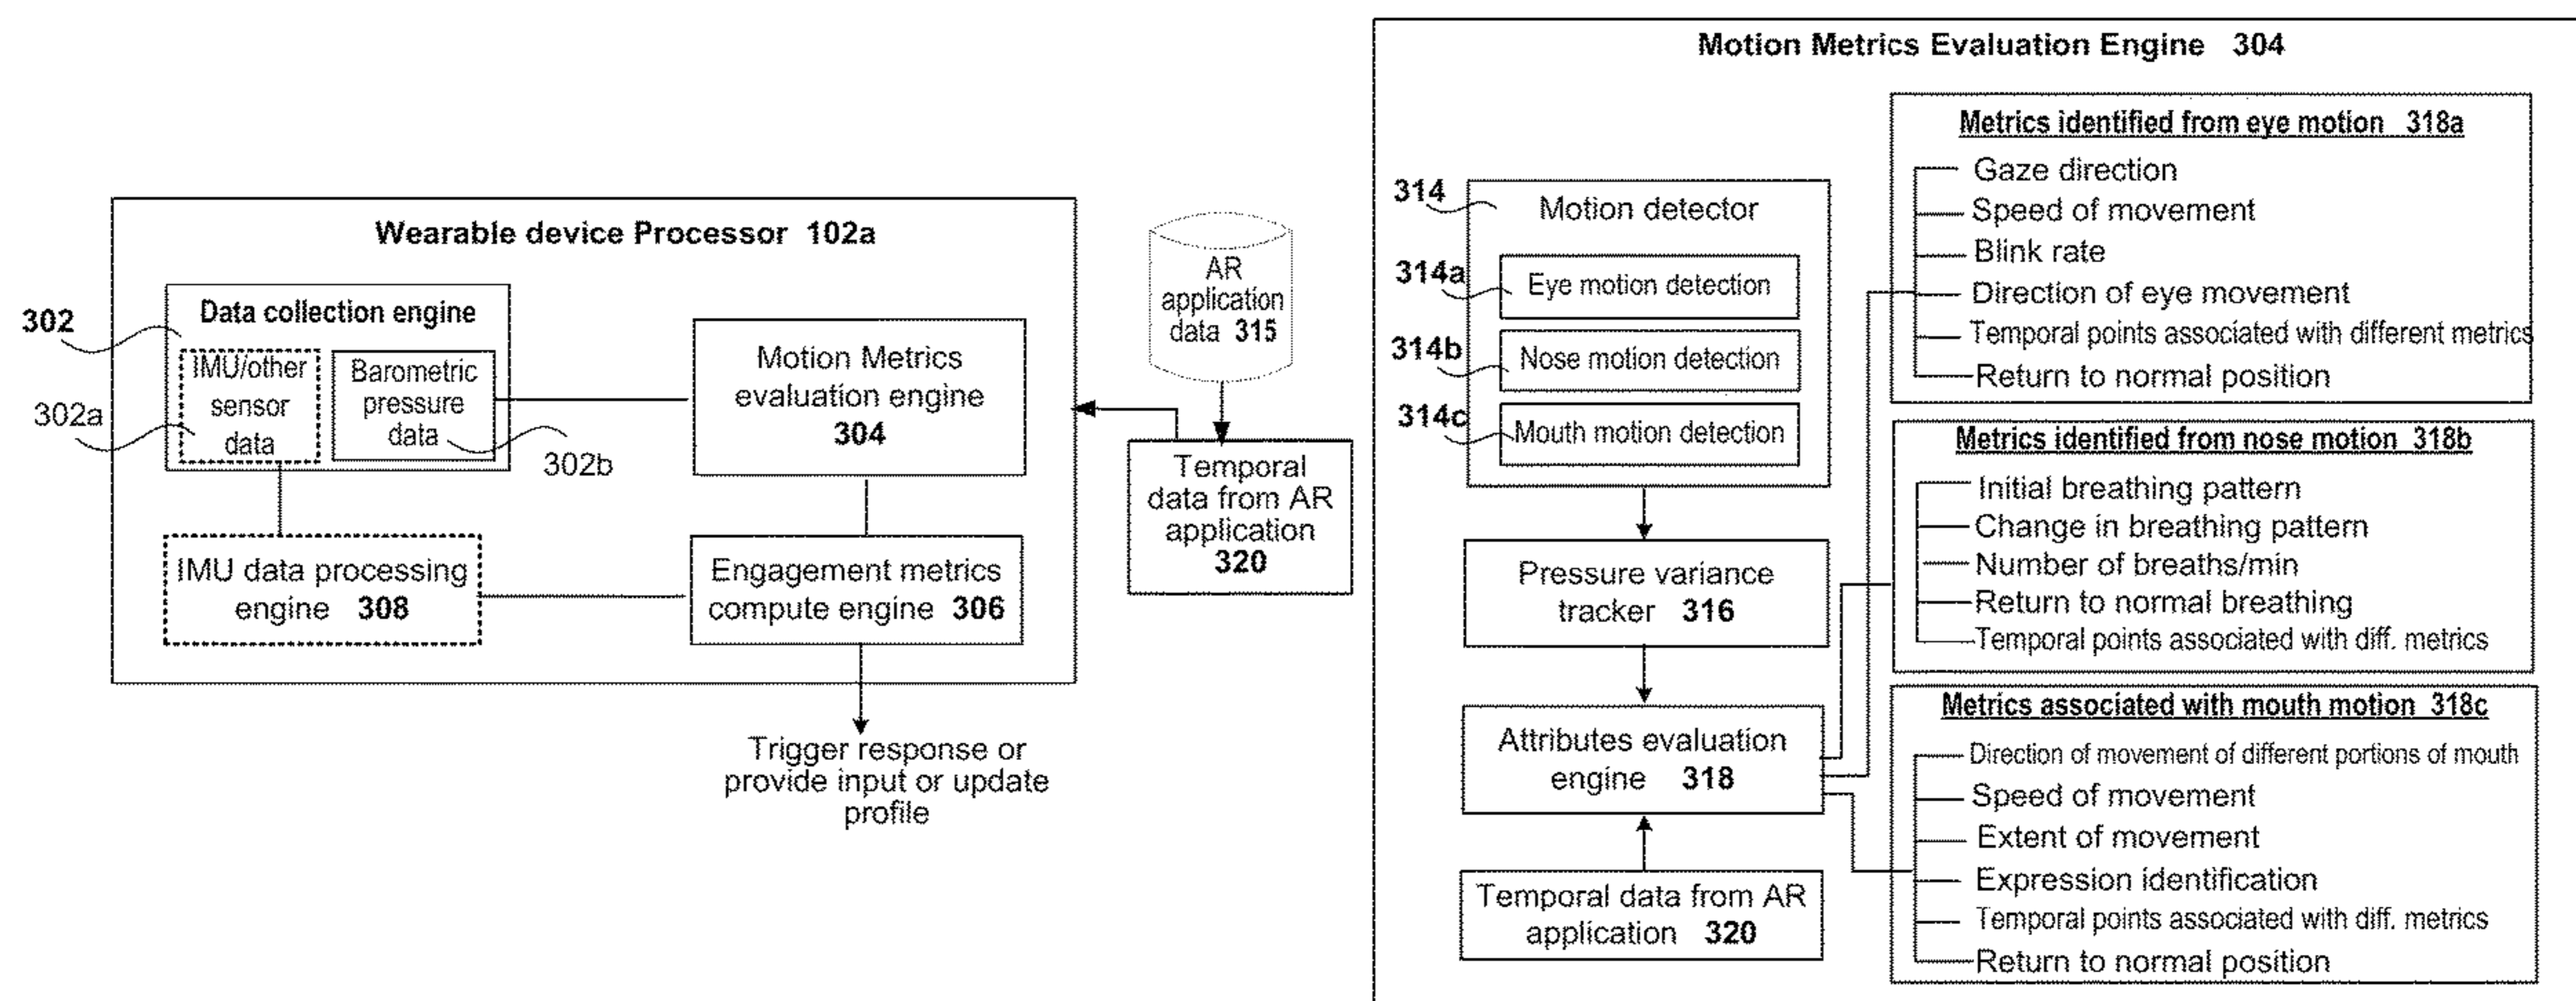 Wearable device Processor 102a
302
Data collection engine
302a
IMU/other
sensor
data
Barometric
pressure
data
302b
Motion Metrics
evaluation engine
304
IMU data processing
engine 308
Engagement metrics
compute engine 306
Trigger response or
provide input or update
profile
AR
application
data 315
Temporal
data from AR
application
320
Motion Metrics Evaluation Engine 304
314
Motion detector
314a
Eye motion detection
314b
Nose motion detection
314c
Mouth motion detection
Pressure variance
tracker 316
Attributes evaluation
engine 318
Temporal data from AR
application 320
Metrics identified from eye motion 318a
Gaze direction
Speed of movement
Blink rate
Direction of eye movement
Temporal points associated with different metrics
Return to normal position
Metrics identified from nose motion 318b
Initial breathing pattern
Change in breathing pattern
Number of breaths/min
Return to normal breathing
Temporal points associated with diff. metrics
Metrics associated with mouth motion 318c
Direction of movement of different portions of mouth
Speed of movement
Extent of movement
Expression identification
Temporal points associated with diff. metrics
Return to normal position